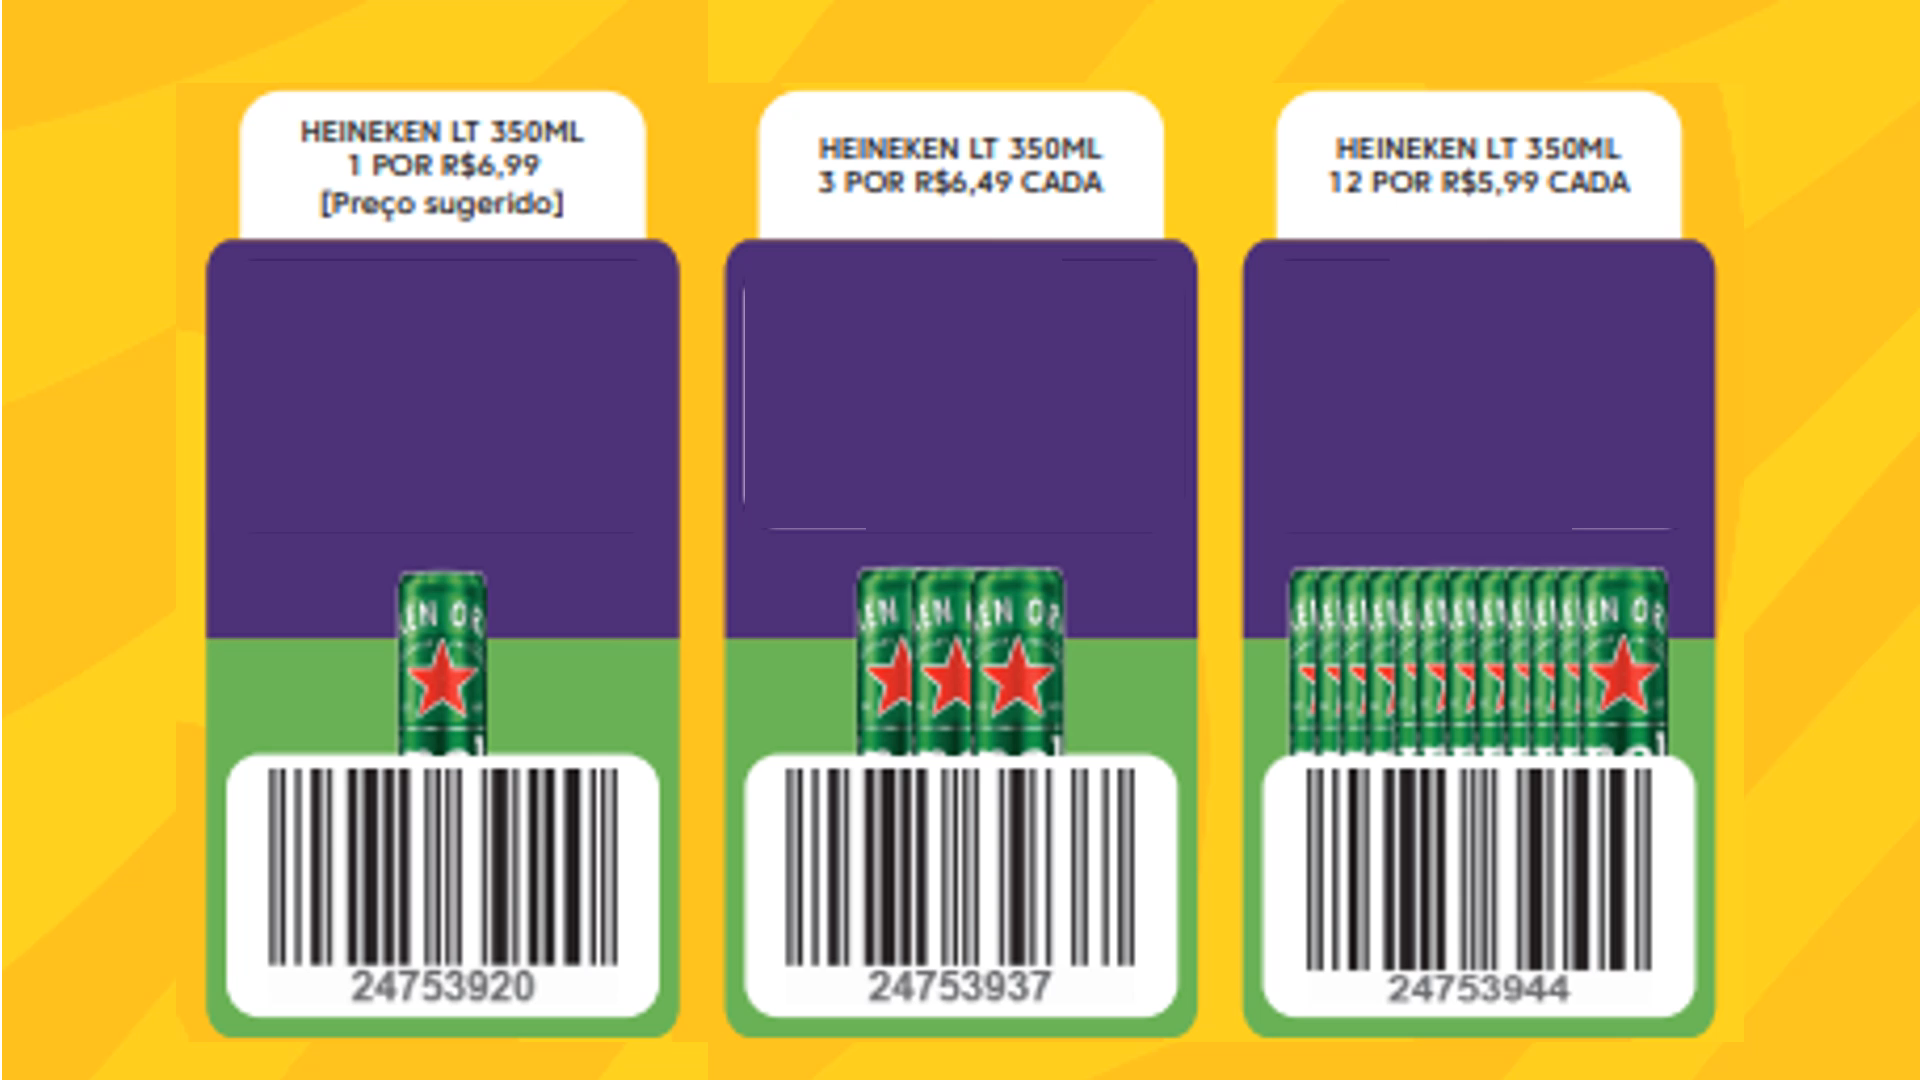 HEINEKEN LT 350ML
1 POR R$6,99
[Preço sugerido]
HEINEKEN LT 350ML
3 POR R$6,49 CADA
HEINEKEN LT 350ML
12 POR R$5,99 CADA
24753920
24753937
24753944